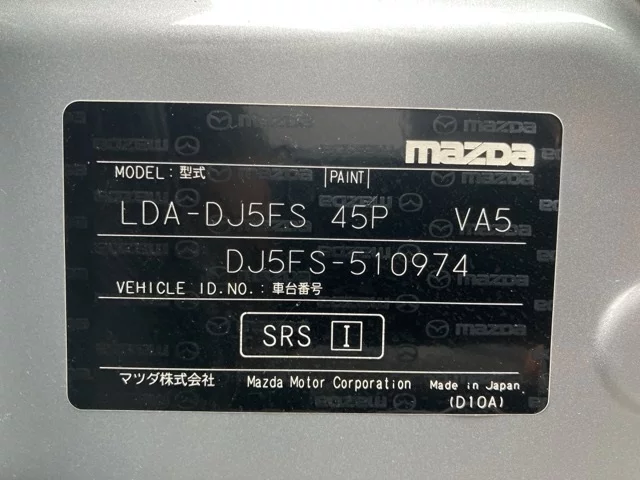 mazda
MODEL: 型式 PAINT
LDA-DJ5FS 45P VA5
DJ5FS-510974
VEHICLE ID.NO.: 車台番号
SRS I
マツダ株式会社 Mazda Motor Corporation Made in Japan
(D10A)